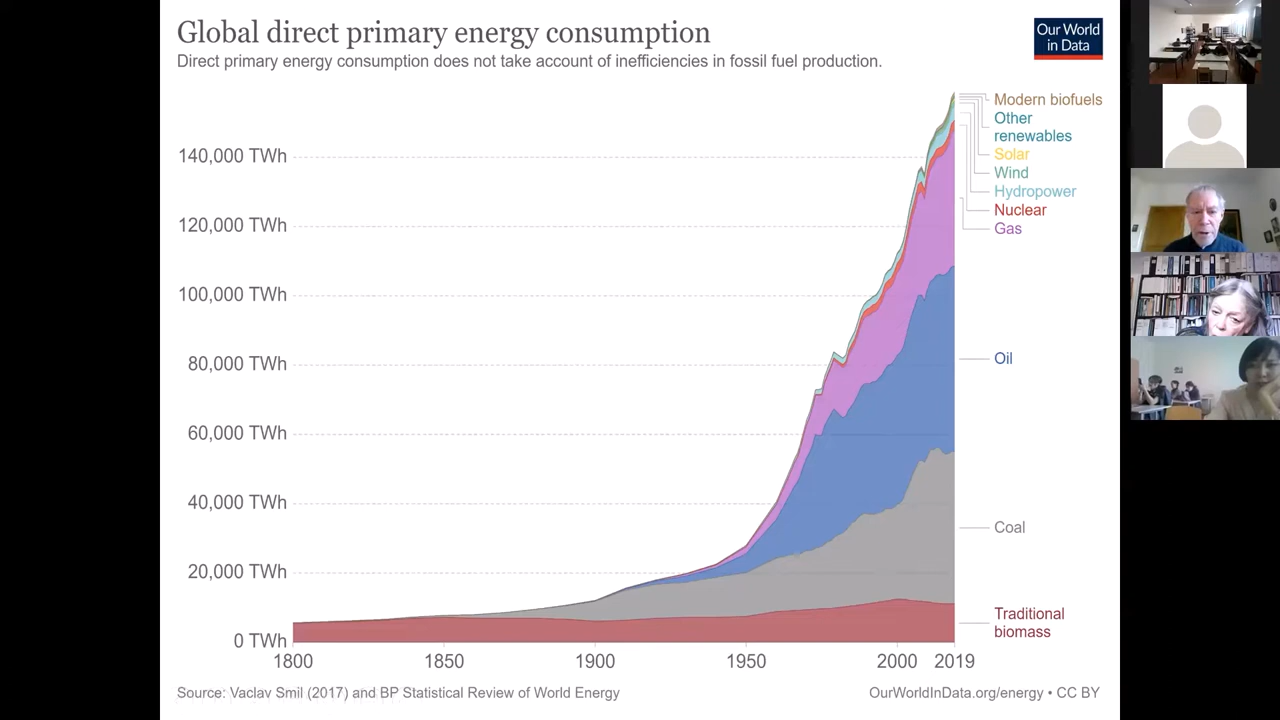 Global direct primary energy consumption
Direct primary energy consumption does not take account of inefficiencies in fossil fuel production.
Our World
in Data
140,000 TWh
120,000 TWh
100,000 TWh
80,000 TWh
60,000 TWh
40,000 TWh
20,000 TWh
0 TWh
1800
1850
1900
1950
2000
2019
Modern biofuels
Other
renewables
Solar
Wind
Hydropower
Nuclear
Gas
Oil
Coal
Traditional
biomass
Source: Vaclav Smil (2017) and BP Statistical Review of World Energy
OurWorldInData.org/energy • CC BY